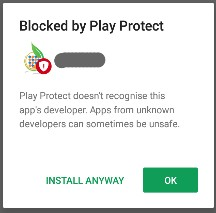 Blocked by Play Protect
Play Protect doesn't recognise this
app's developer. Apps from unknown
developers can sometimes be unsafe.
INSTALL ANYWAY OK